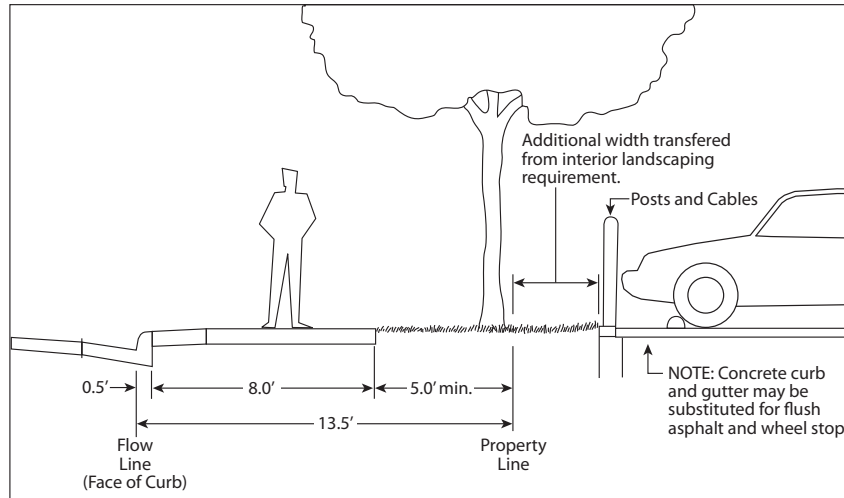 Additional width transfered
from interior landscaping
requirement.
Posts and Cables
0.5’
8.0’
5.0’ min.
NOTE: Concrete curb
and gutter may be
substituted for flush
asphalt and wheel stop
13.5’
Flow
Line
(Face of Curb)
Property
Line